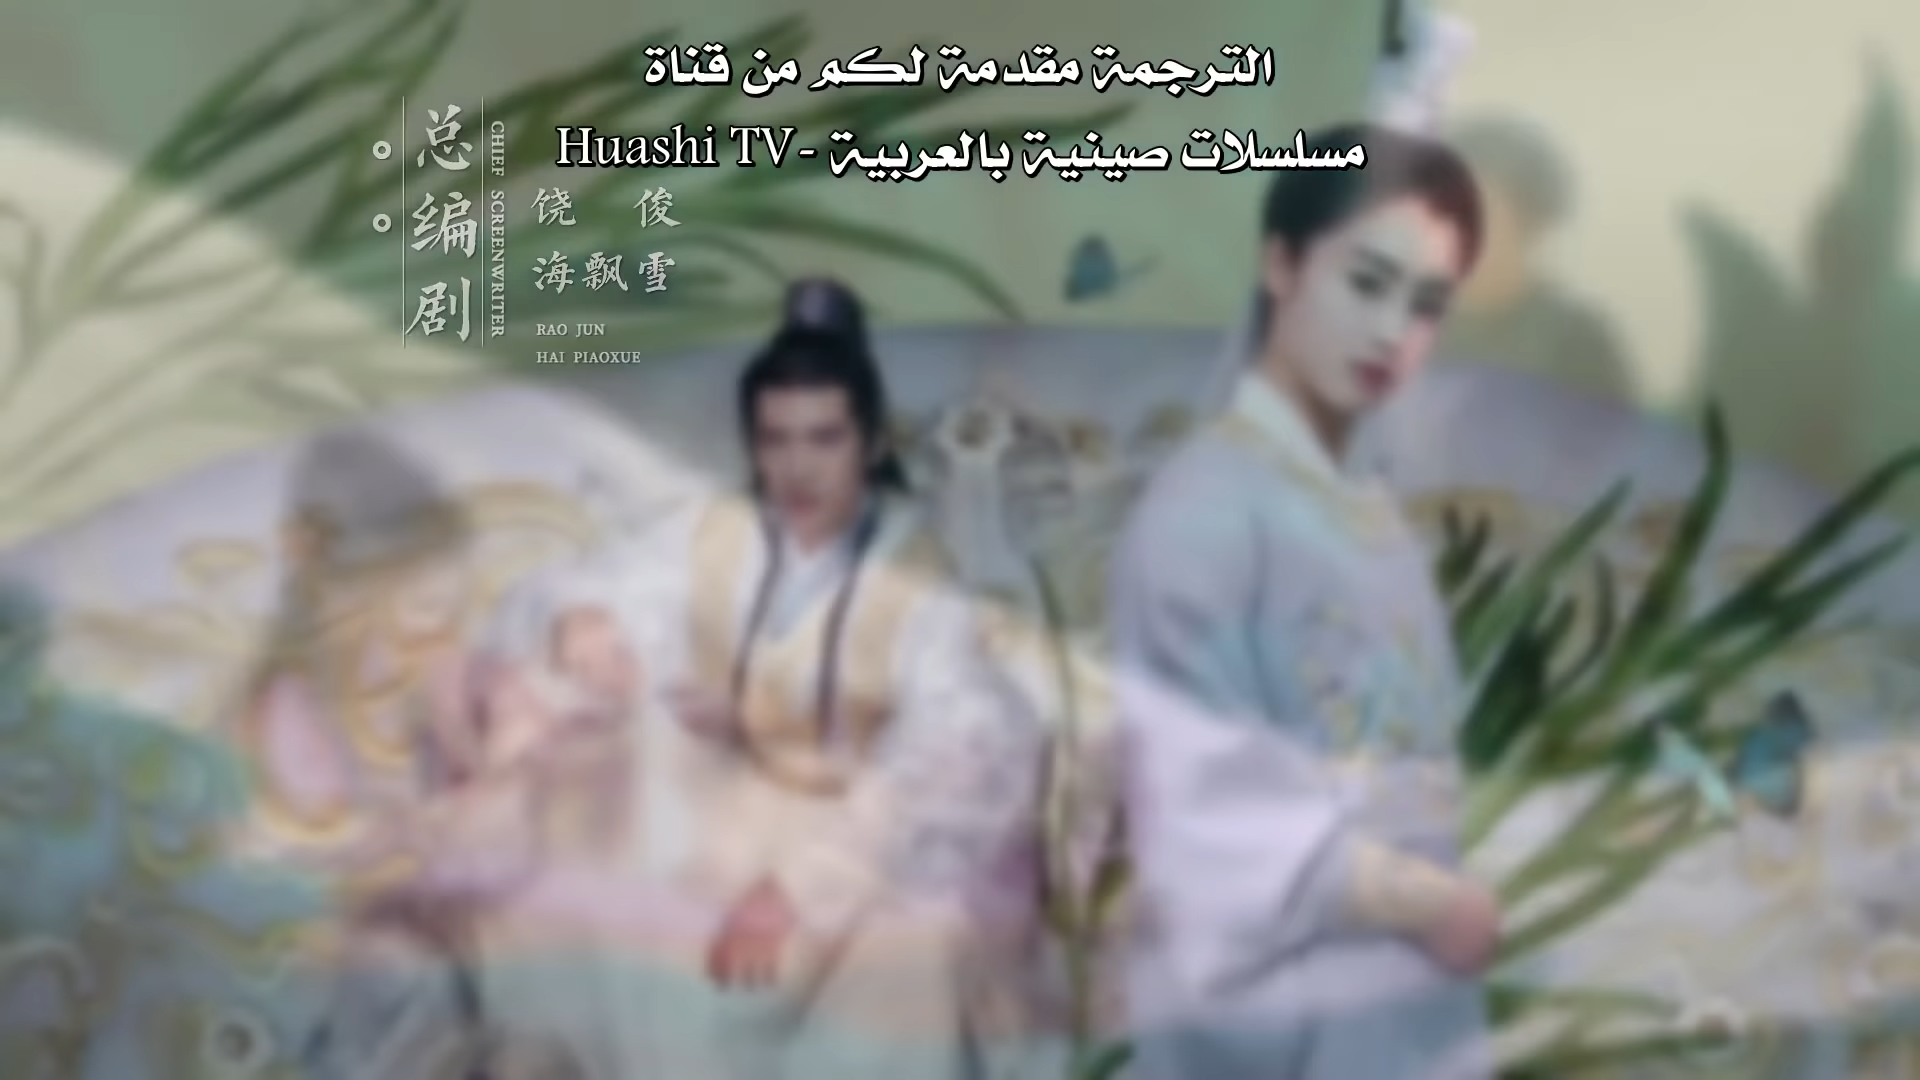 الترجمة مقدمة لكم من قناة
مسلسلات صينية بالعربية -Huashi TV
总编剧
CHIEF SCREENWRITER
饶 俊
海飘雪
RAO JUN
HAI PIAOXUE